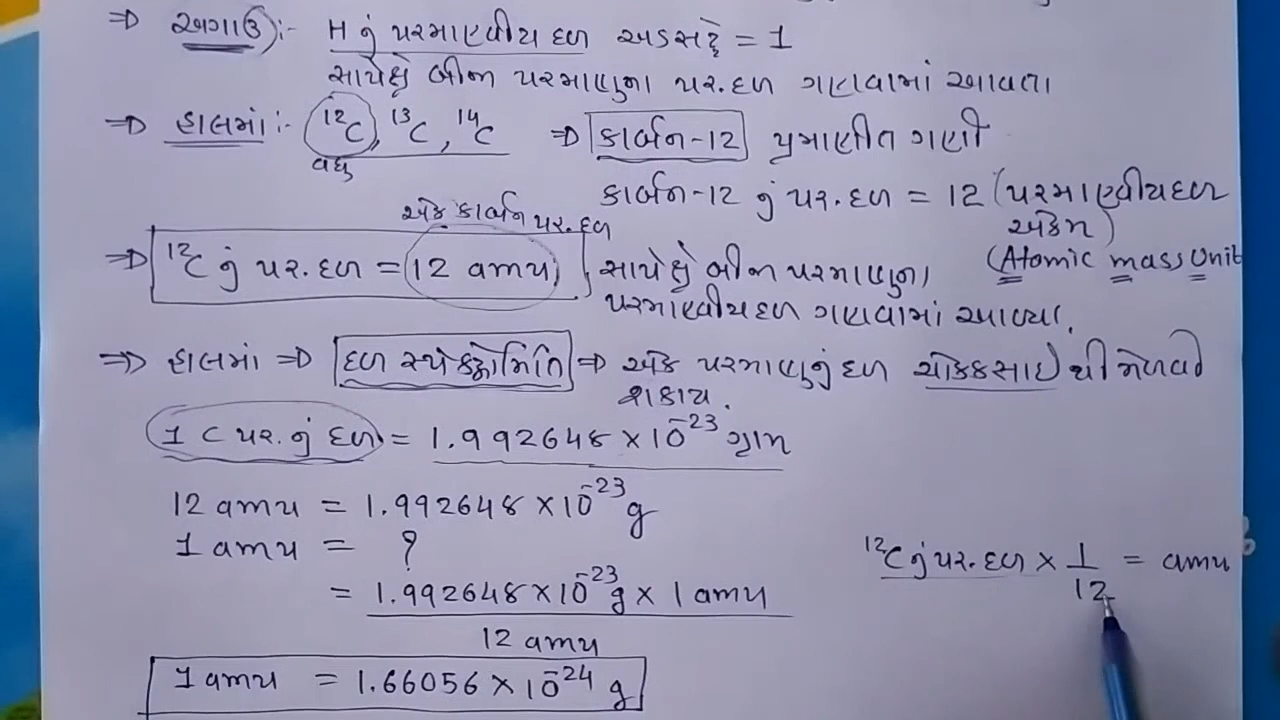 ⇒ અગાઉ :- H નું પરમાણ્વીય દળ અડસટ્ટે = 1
સાપેક્ષે બીજા પરમાણુના પર.દળ ગણવામાં આવતા
⇒ હાલમાં :- ¹²C, ¹³C, ¹⁴C ⇒ કાર્બન-12 પ્રમાણીત ગણી
વધુ
કાર્બન-12 નું પર.દળ = 12 (પરમાણ્વીયદળ
એકમ)
(Atomic mass Unit
એક કાર્બન પર.દળ
⇒ ¹²C નું પર.દળ = 12 amu, સાપેક્ષે બીજા પરમાણુના
પરમાણ્વીયદળ ગણવામાં આવ્યા.
⇒ હાલમાં ⇒ દળ સ્પેક્ટ્રોમિતિ ⇒ એક પરમાણુનું દળ ચોક્કસાઈથી મેળવી
શકાય.
1 C પર.નું દળ = 1.992648 × 10⁻²³ ગ્રામ
12 amu = 1.992648 × 10⁻²³ g
1 amu = ?
= 1.992648 × 10⁻²³ g × 1 amu
12 amu
1 amu = 1.66056 × 10⁻²⁴ g
¹²C નું પર.દળ × 1/12 = amu